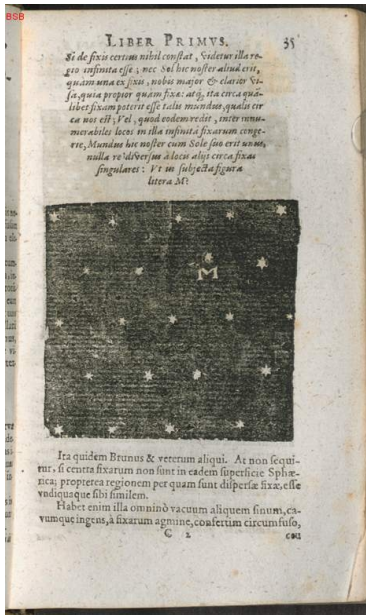 BSB
LIBER PRIMVS. 35
Si de fixis certius nihil constat, videtur illa re-
gio infinita esse; nec Sol hic noster aliud erit,
quam una ex fixis, nobis major & clarior vi-
sa, quia propior quam fixæ: atq; ita circa quā-
libet fixam poterit esse talis mundus, qualis cir
ca nos est; Vel, quod eodem redit, inter innu-
merabiles locos in illa infinitâ fixarum conge-
rie, Mundus hic noster cum Sole suo erit unus,
nulla re diversus à locis alijs circa fixas
singulares: Ut in subjecta figura
litera M:
M
Ita quidem Brunus & veterum aliqui. At non sequi-
tur, si centra fixarum non sunt in eadem superficie Sphæ-
rica; propterea regionem per quam sunt dispersæ fixæ, esse
vndiquaque sibi similem.
Habet enim illa omninò vacuum aliquem sinum, ca-
vumque ingens, à fixarum agmine, confertim circumfuso,
C 2 cou